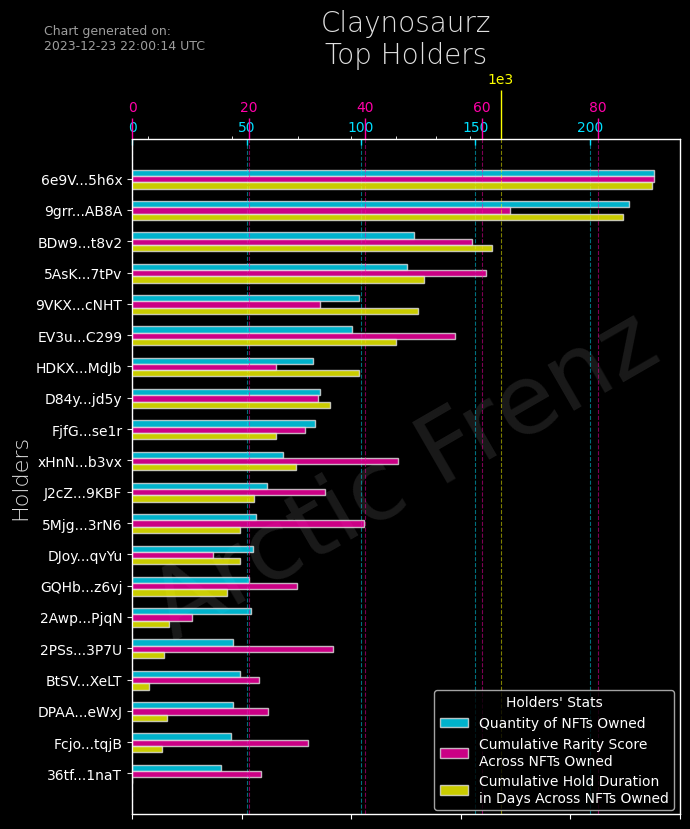 Chart generated on:
2023-12-23 22:00:14 UTC
Claynosaurz
Top Holders
1e3
0 20 40 60 80
0 50 100 150 200
Holders
6e9V...5h6x
9grr...AB8A
BDw9...t8v2
5AsK...7tPv
9VKX...cNHT
EV3u...C299
HDKX...MdJb
D84y...jd5y
FjfG...se1r
xHnN...b3vx
J2cZ...9KBF
5Mjg...3rN6
DJoy...qvYu
GQHb...z6vj
2Awp...PjqN
2PSs...3P7U
BtSV...XeLT
DPAA...eWxJ
Fcjo...tqjB
36tf...1naT
Arctic Frenz
Holders' Stats
Quantity of NFTs Owned
Cumulative Rarity Score
Across NFTs Owned
Cumulative Hold Duration
in Days Across NFTs Owned